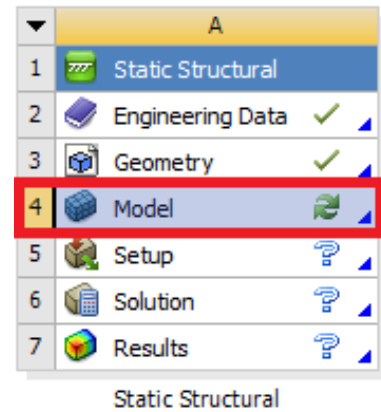 A
1 Static Structural
2 Engineering Data
3 Geometry
4 Model
5 Setup
6 Solution
7 Results
Static Structural